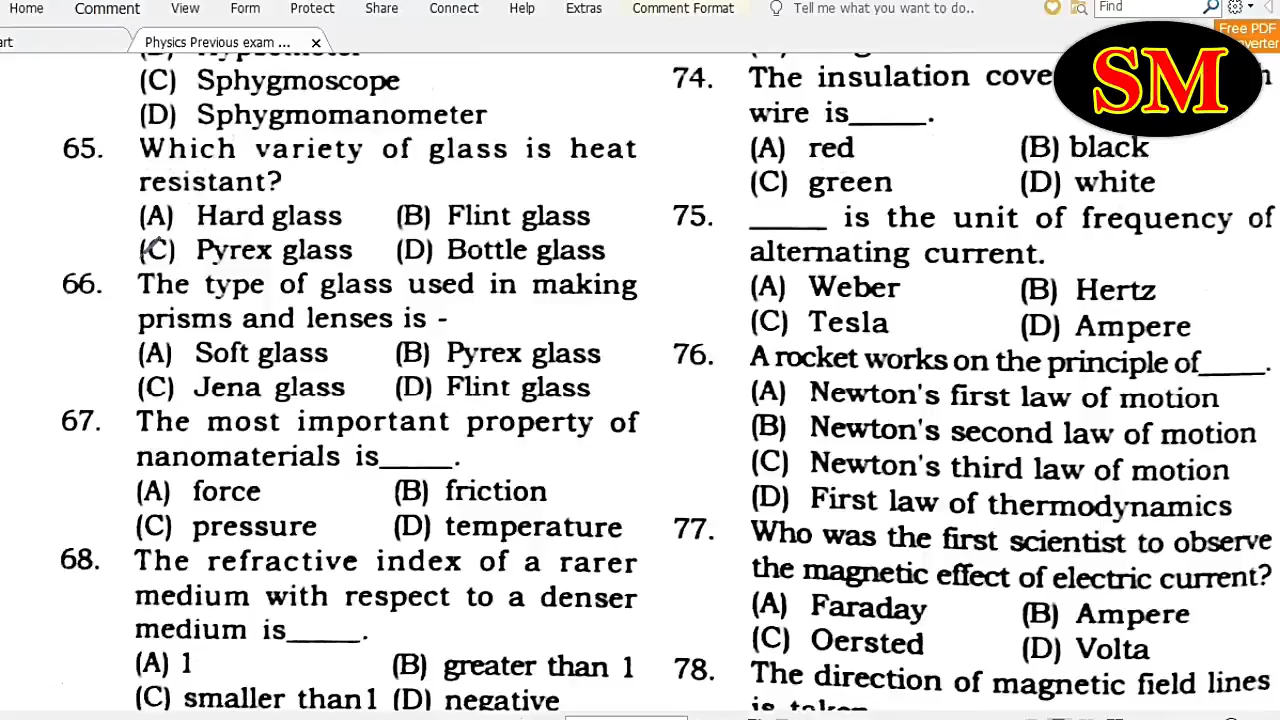 Home Comment View Form Protect Share Connect Help Extras Comment Format Tell me what you want to do.. Find
art Physics Previous exam ... × Free PDF
SM
(C) Sphygmoscope
(D) Sphygmomanometer
65. Which variety of glass is heat
resistant?
(A) Hard glass (B) Flint glass
(C) Pyrex glass (D) Bottle glass
66. The type of glass used in making
prisms and lenses is -
(A) Soft glass (B) Pyrex glass
(C) Jena glass (D) Flint glass
67. The most important property of
nanomaterials is_____.
(A) force (B) friction
(C) pressure (D) temperature
68. The refractive index of a rarer
medium with respect to a denser
medium is_____.
(A) 1 (B) greater than 1
(C) smaller than1 (D) negative
74. The insulation cove
wire is_____.
(A) red (B) black
(C) green (D) white
75. _____ is the unit of frequency of
alternating current.
(A) Weber (B) Hertz
(C) Tesla (D) Ampere
76. A rocket works on the principle of_____.
(A) Newton's first law of motion
(B) Newton's second law of motion
(C) Newton's third law of motion
(D) First law of thermodynamics
77. Who was the first scientist to observe
the magnetic effect of electric current?
(A) Faraday (B) Ampere
(C) Oersted (D) Volta
78. The direction of magnetic field lines
is taken